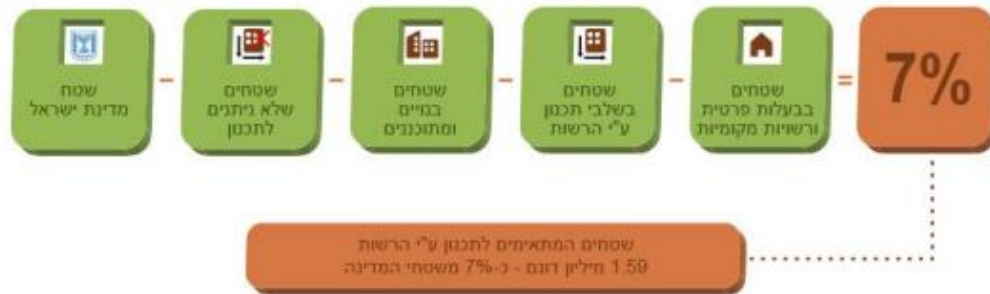 שטח
מדינת ישראל
-
שטחים
שלא ניתנים
לתכנון
-
שטחים
בנויים
ומתוכננים
-
שטחים
בשלבי תכנון
ע"י הרשות
-
שטחים
בבעלות פרטית
ורשויות מקומיות
=
7%
שטחים המתאימים לתכנון ע"י הרשות
1.59 מיליון דונם - כ-7% משטחי המדינה